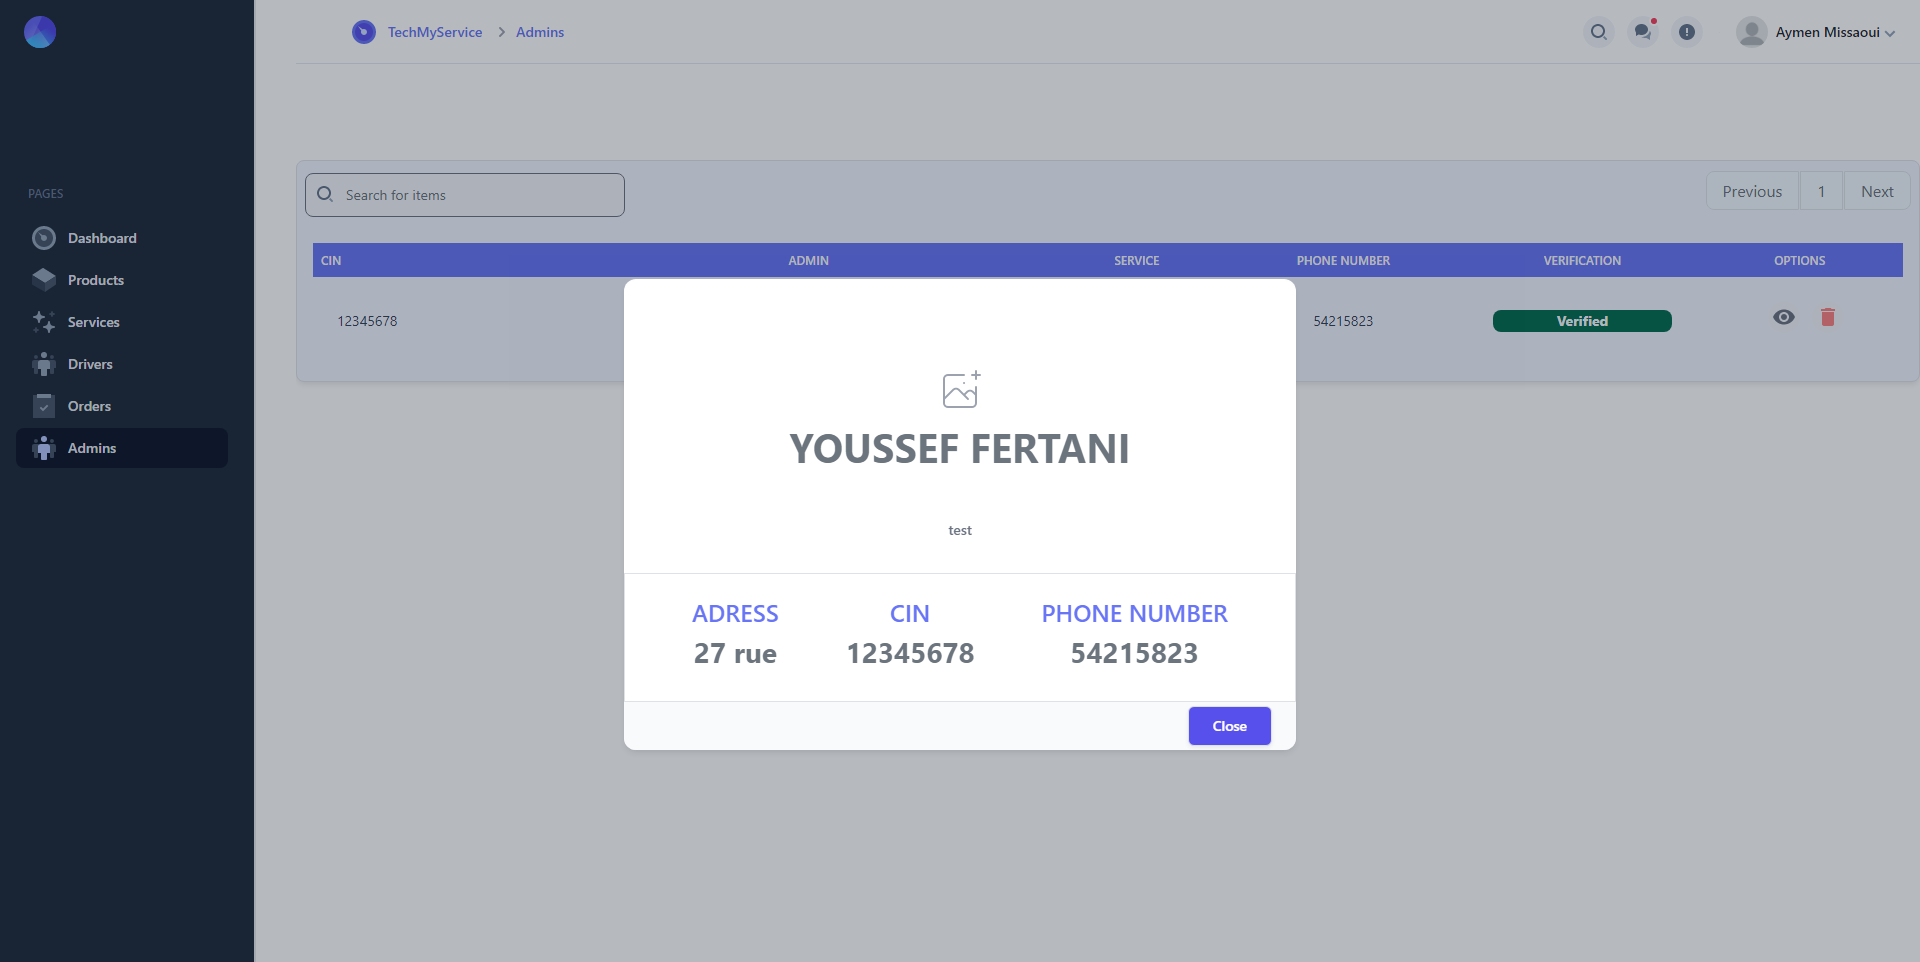 TechMyService
Admins
Aymen Missaoui
PAGES
Dashboard
Products
Services
Drivers
Orders
Admins
Search for items
Previous
1
Next
CIN
ADMIN
SERVICE
PHONE NUMBER
VERIFICATION
OPTIONS
12345678
54215823
Verified
YOUSSEF FERTANI
test
ADRESS
CIN
PHONE NUMBER
27 rue
12345678
54215823
Close